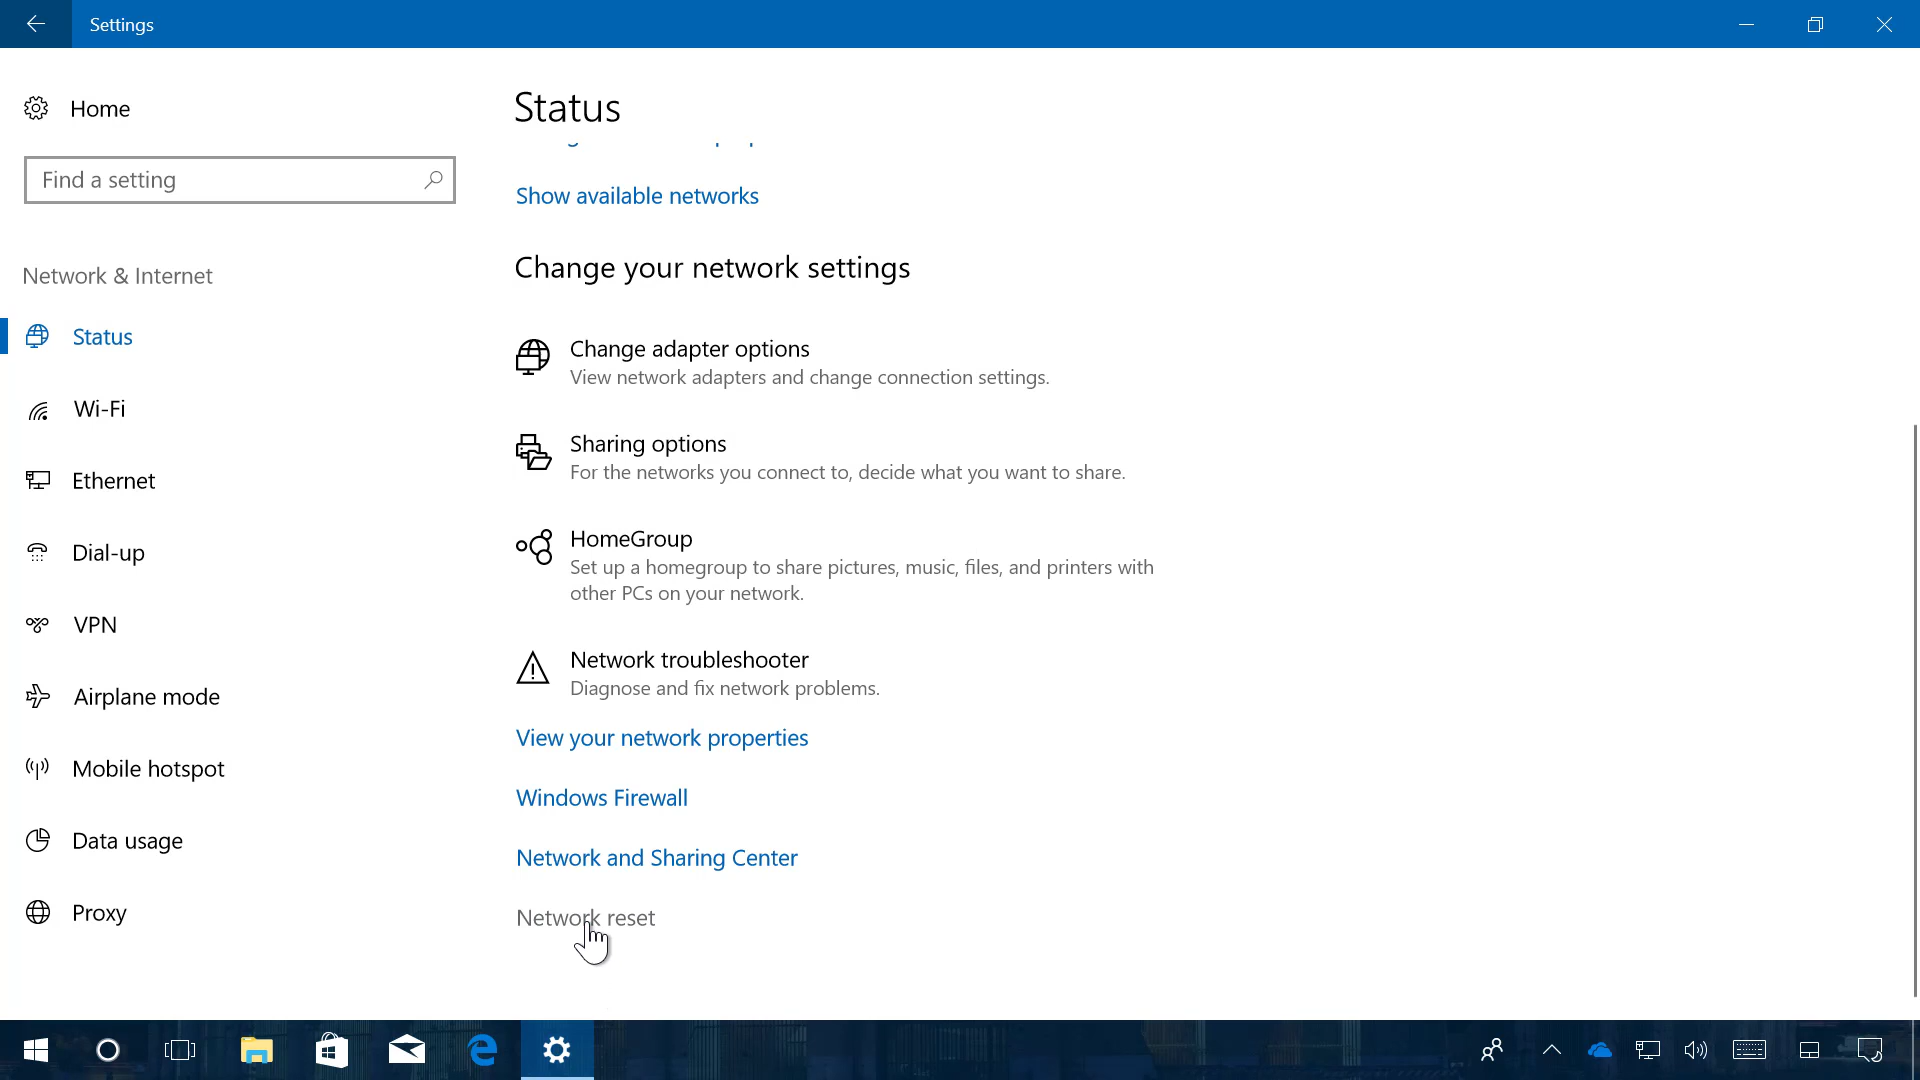 Settings
Home
Find a setting
Network & Internet
Status
Wi-Fi
Ethernet
Dial-up
VPN
Airplane mode
Mobile hotspot
Data usage
Proxy
Status
Show available networks
Change your network settings
Change adapter options
View network adapters and change connection settings.
Sharing options
For the networks you connect to, decide what you want to share.
HomeGroup
Set up a homegroup to share pictures, music, files, and printers with
other PCs on your network.
Network troubleshooter
Diagnose and fix network problems.
View your network properties
Windows Firewall
Network and Sharing Center
Network reset